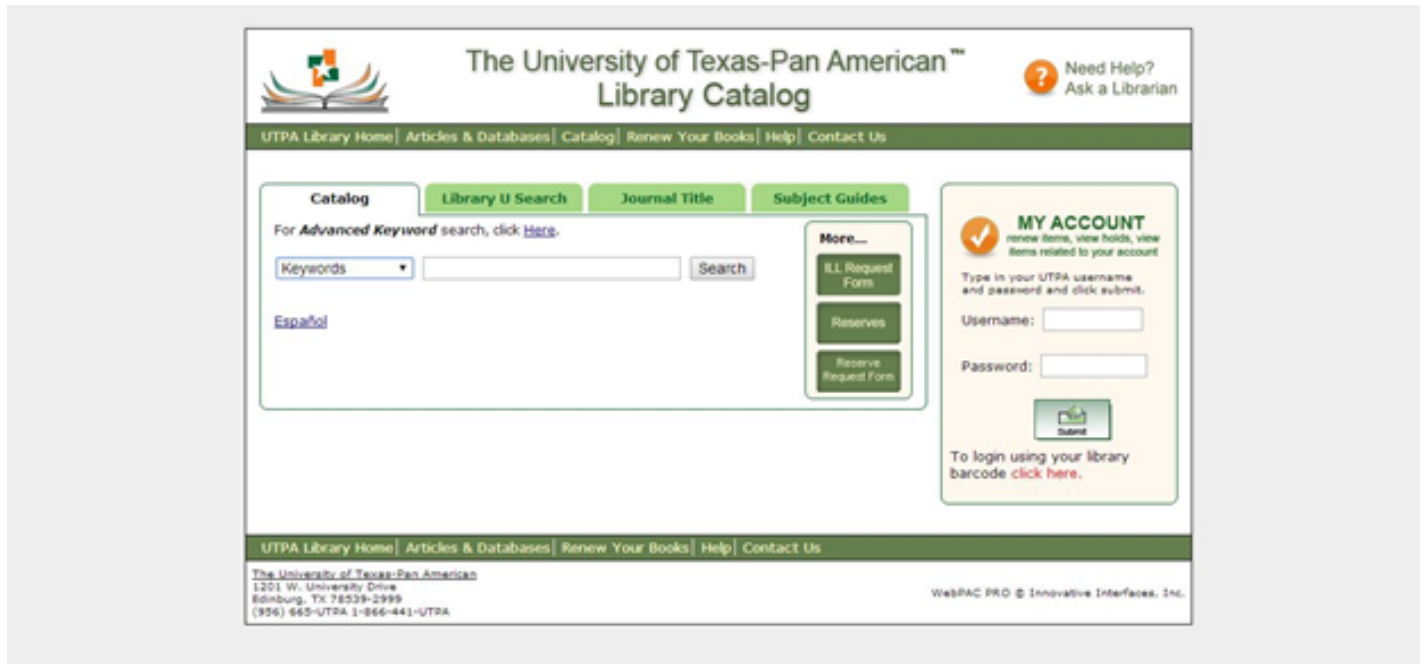 The University of Texas-Pan American™
Library Catalog
Need Help?
Ask a Librarian
UTPA Library Home| Articles & Databases| Catalog| Renew Your Books| Help| Contact Us
Catalog
Library U Search
Journal Title
Subject Guides
For Advanced Keyword search, click Here.
Keywords
Search
Español
More...
ILL Request
Form
Reserves
Reserve
Request Form
MY ACCOUNT
renew items, view holds, view
items related to your account
Type in your UTPA username
and password and click submit.
Username:
Password:
Submit
To login using your library
barcode click here.
UTPA Library Home| Articles & Databases| Renew Your Books| Help| Contact Us
The University of Texas-Pan American
1201 W. University Drive
Edinburg, TX 78539-2999
(956) 665-UTPA 1-866-441-UTPA
WebPAC PRO © Innovative Interfaces, Inc.